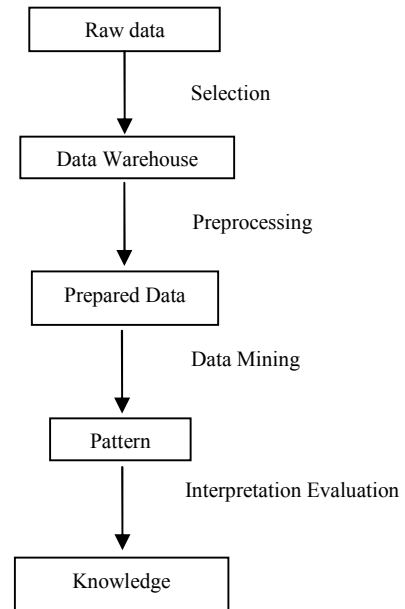 Raw data
Selection
Data Warehouse
Preprocessing
Prepared Data
Data Mining
Pattern
Interpretation Evaluation
Knowledge